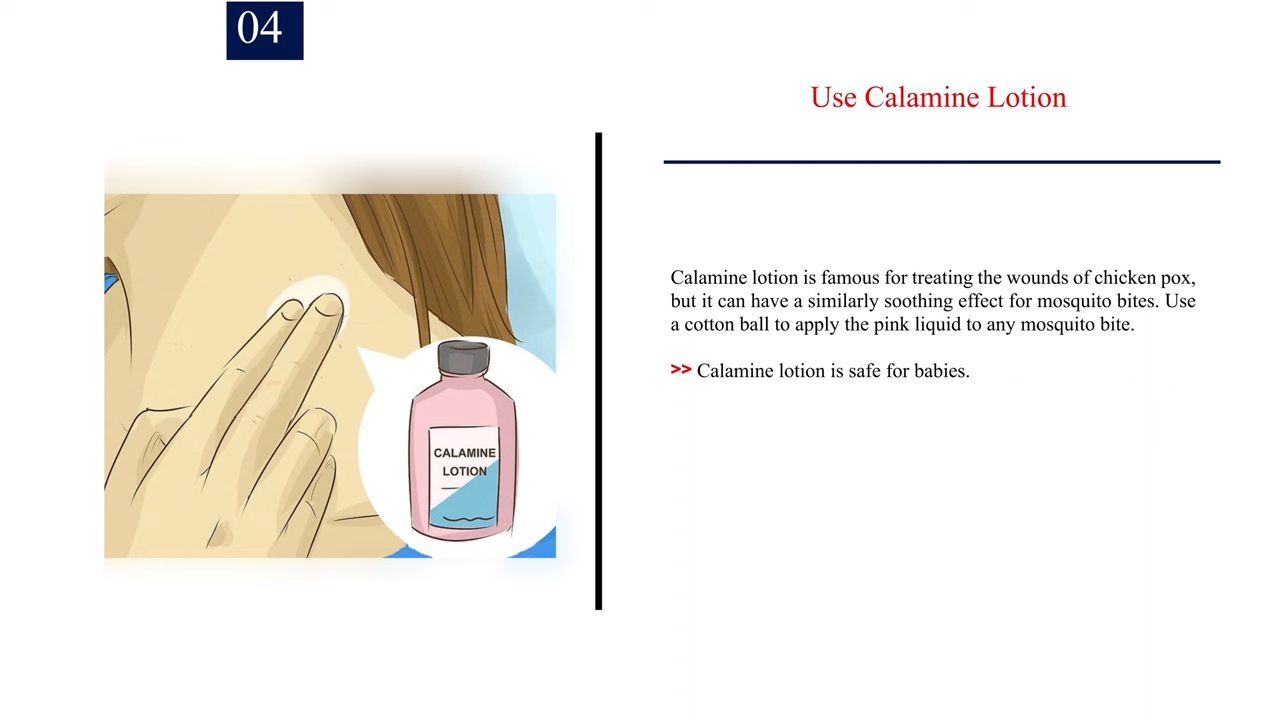 04
Use Calamine Lotion
Calamine lotion is famous for treating the wounds of chicken pox,
but it can have a similarly soothing effect for mosquito bites. Use
a cotton ball to apply the pink liquid to any mosquito bite.
>> Calamine lotion is safe for babies.
CALAMINE
LOTION